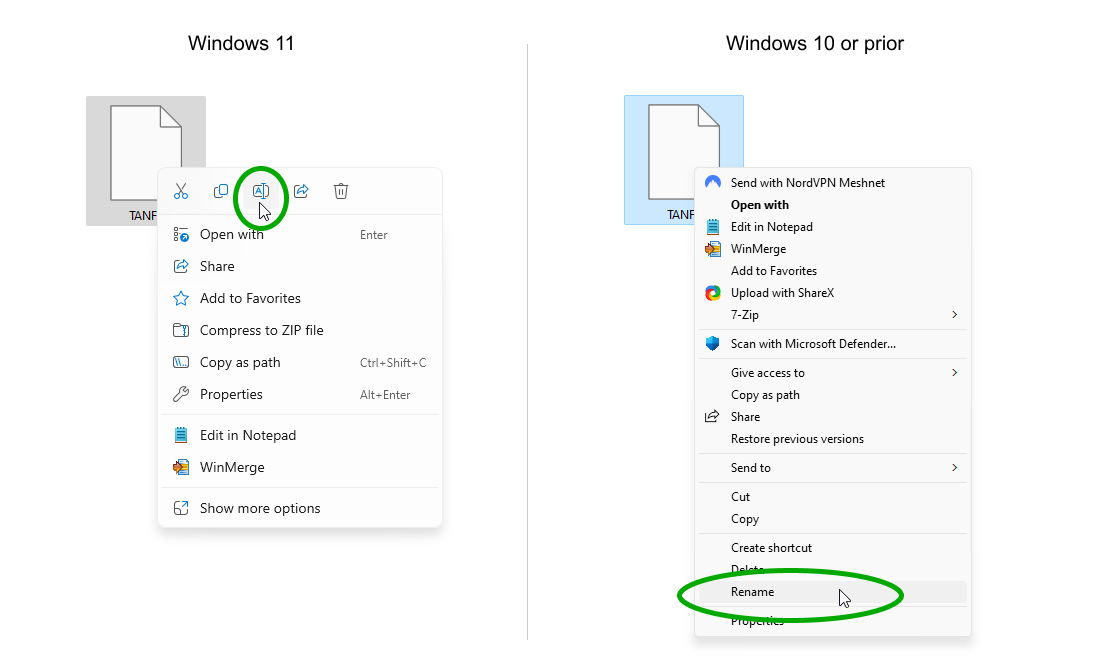 Windows 11
TANF
Open with Enter
Share
Add to Favorites
Compress to ZIP file
Copy as path Ctrl+Shift+C
Properties Alt+Enter
Edit in Notepad
WinMerge
Show more options
Windows 10 or prior
TANF
Send with NordVPN Meshnet
Open with
Edit in Notepad
WinMerge
Add to Favorites
Upload with ShareX
7-Zip
Scan with Microsoft Defender...
Give access to
Copy as path
Share
Restore previous versions
Send to
Cut
Copy
Create shortcut
Delete
Rename
Properties